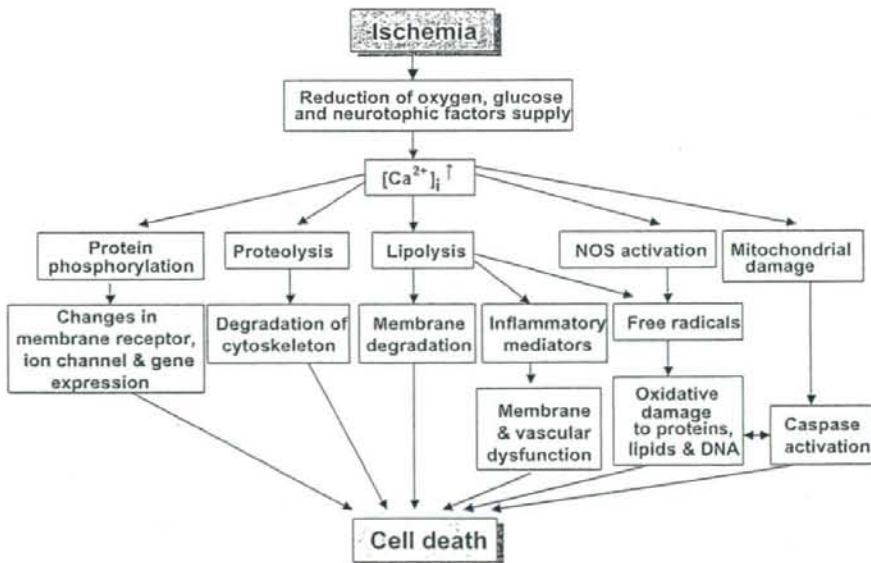 Ischemia
Reduction of oxygen, glucose
and neurotophic factors supply
[Ca²⁺]ᵢ ↑
Protein
phosphorylation
Proteolysis
Lipolysis
NOS activation
Mitochondrial
damage
Changes in
membrane receptor,
ion channel & gene
expression
Degradation of
cytoskeleton
Membrane
degradation
Inflammatory
mediators
Free radicals
Membrane
& vascular
dysfunction
Oxidative
damage
to proteins,
lipids & DNA
Caspase
activation
Cell death